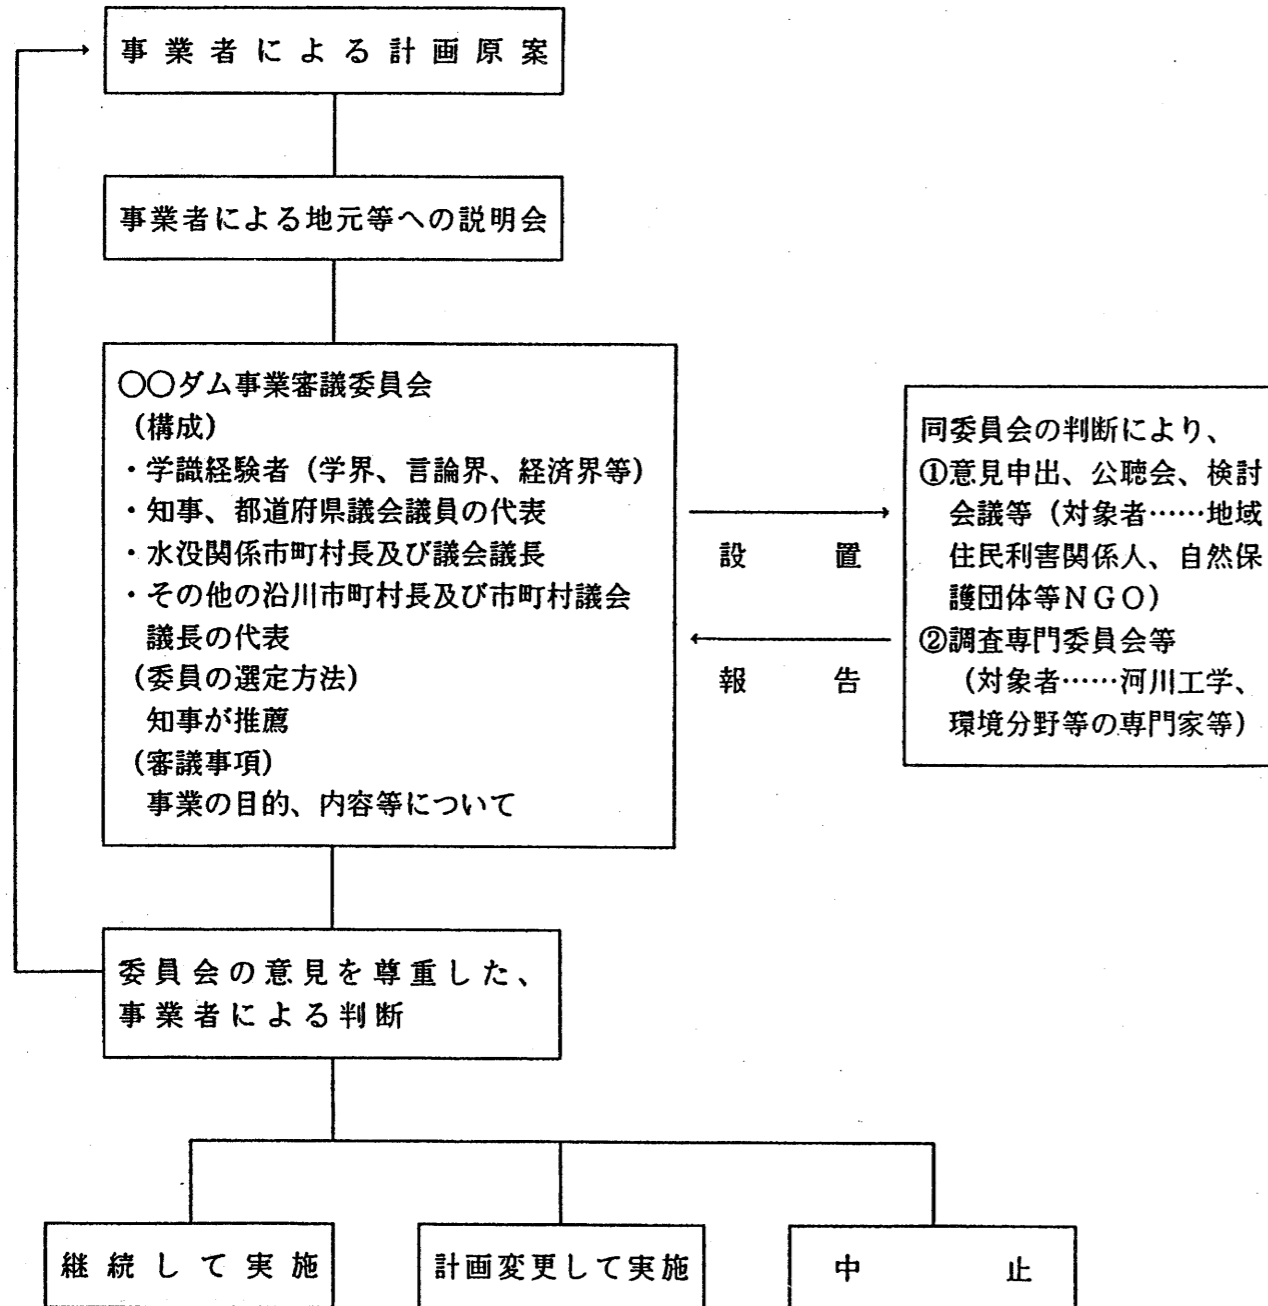 事業者による計画原案
事業者による地元等への説明会
○○ダム事業審議委員会
（構成）
・学識経験者（学界、言論界、経済界等）
・知事、都道府県議会議員の代表
・水没関係市町村長及び議会議長
・その他の沿川市町村長及び市町村議会
議長の代表
（委員の選定方法）
知事が推薦
（審議事項）
事業の目的、内容等について
設置
報告
同委員会の判断により、
①意見申出、公聴会、検討
会議等（対象者……地域
住民利害関係人、自然保
護団体等ＮＧＯ）
②調査専門委員会等
（対象者……河川工学、
環境分野等の専門家等）
委員会の意見を尊重した、
事業者による判断
継続して実施
計画変更して実施
中止